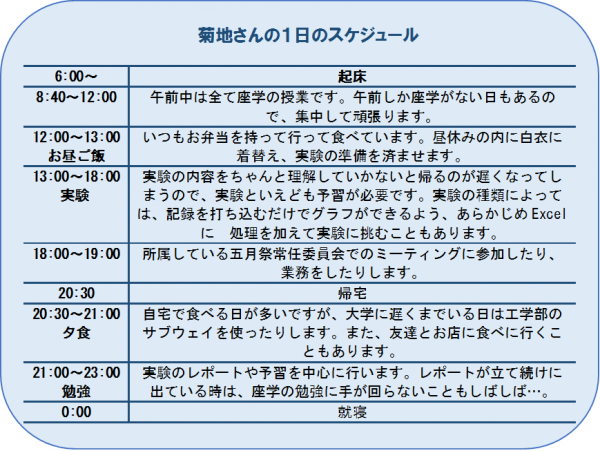 菊地さんの1日のスケジュール
6:00～ 起床
8:40～12:00 午前中は全て座学の授業です。午前しか座学がない日もあるの
で、集中して頑張ります。
12:00～13:00 いつもお弁当を持って行って食べています。昼休みの内に白衣に
お昼ご飯 着替え、実験の準備を済ませます。
13:00～18:00 実験の内容をちゃんと理解していかないと帰るのが遅くなってし
実験 まうので、実験といえども予習が必要です。実験の種類によって
は、記録を打ち込むだけでグラフができるよう、あらかじめExcel
に　処理を加えて実験に挑むこともあります。
18:00～19:00 所属している五月祭常任委員会でのミーティングに参加したり、
業務をしたりします。
20:30 帰宅
20:30～21:00 自宅で食べる日が多いですが、大学に遅くまでいる日は工学部の
夕食 サブウェイを使ったりします。また、友達とお店に食べに行くこ
ともあります。
21:00～23:00 実験のレポートや予習を中心に行います。レポートが立て続けに
勉強 出ている時は、座学の勉強に手が回らないこともしばしば…。
0:00 就寝